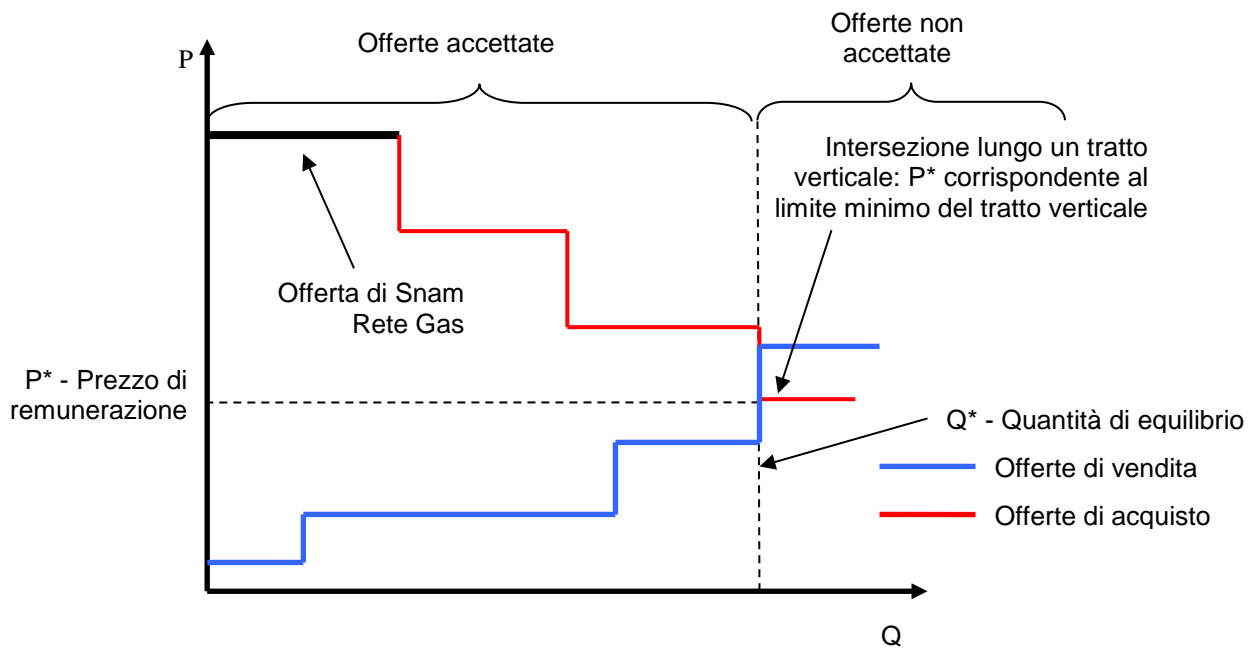 Offerte accettate
Offerte non
accettate
P
Intersezione lungo un tratto
verticale: P* corrispondente al
limite minimo del tratto verticale
Offerta di Snam
Rete Gas
P* - Prezzo di
remunerazione
Q* - Quantità di equilibrio
Offerte di vendita
Offerte di acquisto
Q